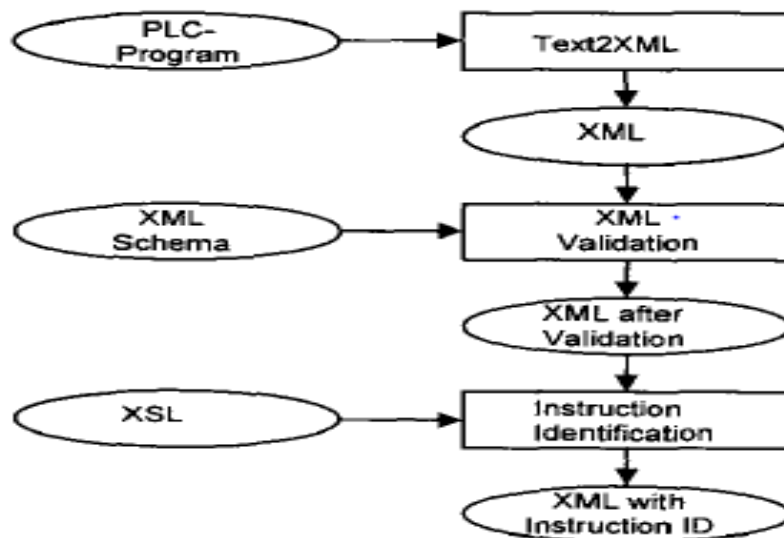 PLC-
Program
Text2XML
XML
XML
Schema
XML
Validation
XML after
Validation
XSL
Instruction
Identification
XML with
Instruction ID